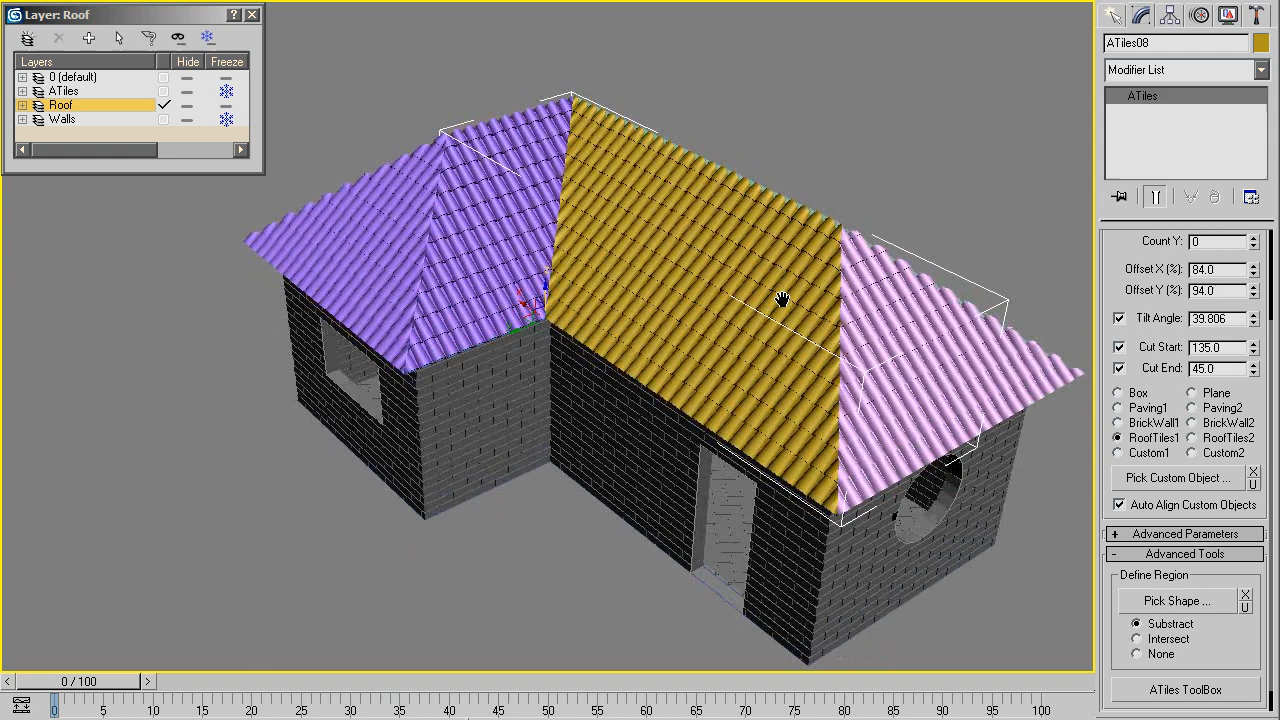 Layer: Roof
?
Layers Hide Freeze
0 (default)
ATiles
Roof
Walls
ATiles08
Modifier List
ATiles
Count Y: 0
Offset X (%): 84.0
Offset Y (%): 94.0
Tilt Angle: 39.806
Cut Start: 135.0
Cut End: 45.0
Box Plane
Paving1 Paving2
BrickWall1 BrickWall2
RoofTiles1 RoofTiles2
Custom1 Custom2
Pick Custom Object ... X
U
Auto Align Custom Objects
+ Advanced Parameters
- Advanced Tools
Define Region
Pick Shape ... X
U
Substract
Intersect
None
ATiles ToolBox
< 0 / 100 >
0 5 10 15 20 25 30 35 40 45 50 55 60 65 70 75 80 85 90 95 100